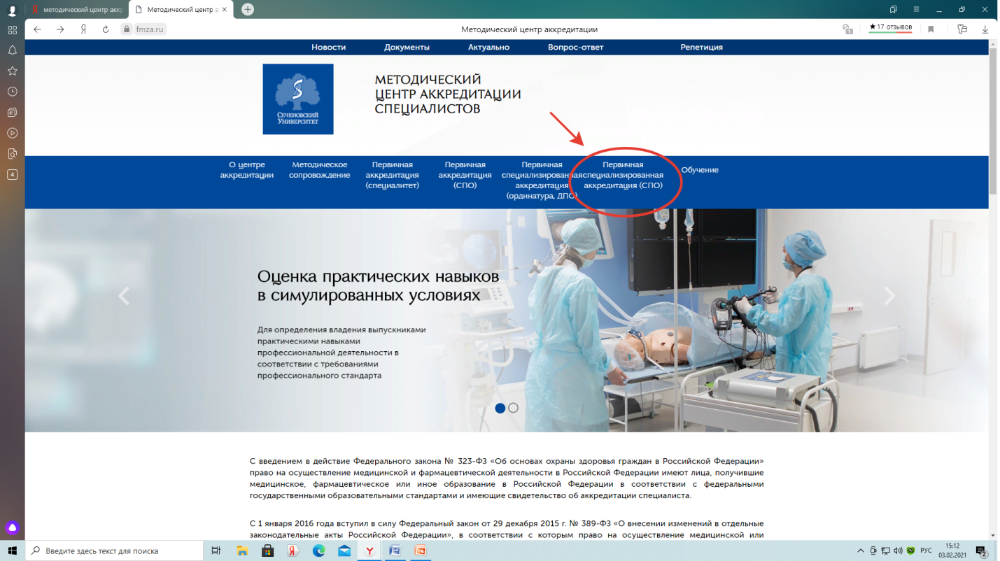 методический центр аккр
Методический центр а
fmza.ru
Методический центр аккредитации
★17 отзывов
Новости Документы Актуально Вопрос-ответ Репетиция
Сеченовский
Университет
МЕТОДИЧЕСКИЙ
ЦЕНТР АККРЕДИТАЦИИ
СПЕЦИАЛИСТОВ
О центре
аккредитации
Методическое
сопровождение
Первичная
аккредитация
(специалитет)
Первичная
аккредитация
(СПО)
Первичная
специализированная
аккредитация
(ординатура, ДПО)
Первичная
специализированная
аккредитация (СПО)
Обучение
Оценка практических навыков
в симулированных условиях
Для определения владения выпускниками
практическими навыками
профессиональной деятельности в
соответствии с требованиями
профессионального стандарта
С введением в действие Федерального закона № 323-ФЗ «Об основах охраны здоровья граждан в Российской Федерации»
право на осуществление медицинской и фармацевтической деятельности в Российской Федерации имеют лица, получившие
медицинское, фармацевтическое или иное образование в Российской Федерации в соответствии с федеральными
государственными образовательными стандартами и имеющие свидетельство об аккредитации специалиста.
С 1 января 2016 года вступил в силу Федеральный закон от 29 декабря 2015 г. № 389-ФЗ «О внесении изменений в отдельные
законодательные акты Российской Федерации», в соответствии с которым право на осуществление медицинской или
4
Введите здесь текст для поиска
РУС
15:12
03.02.2021
2